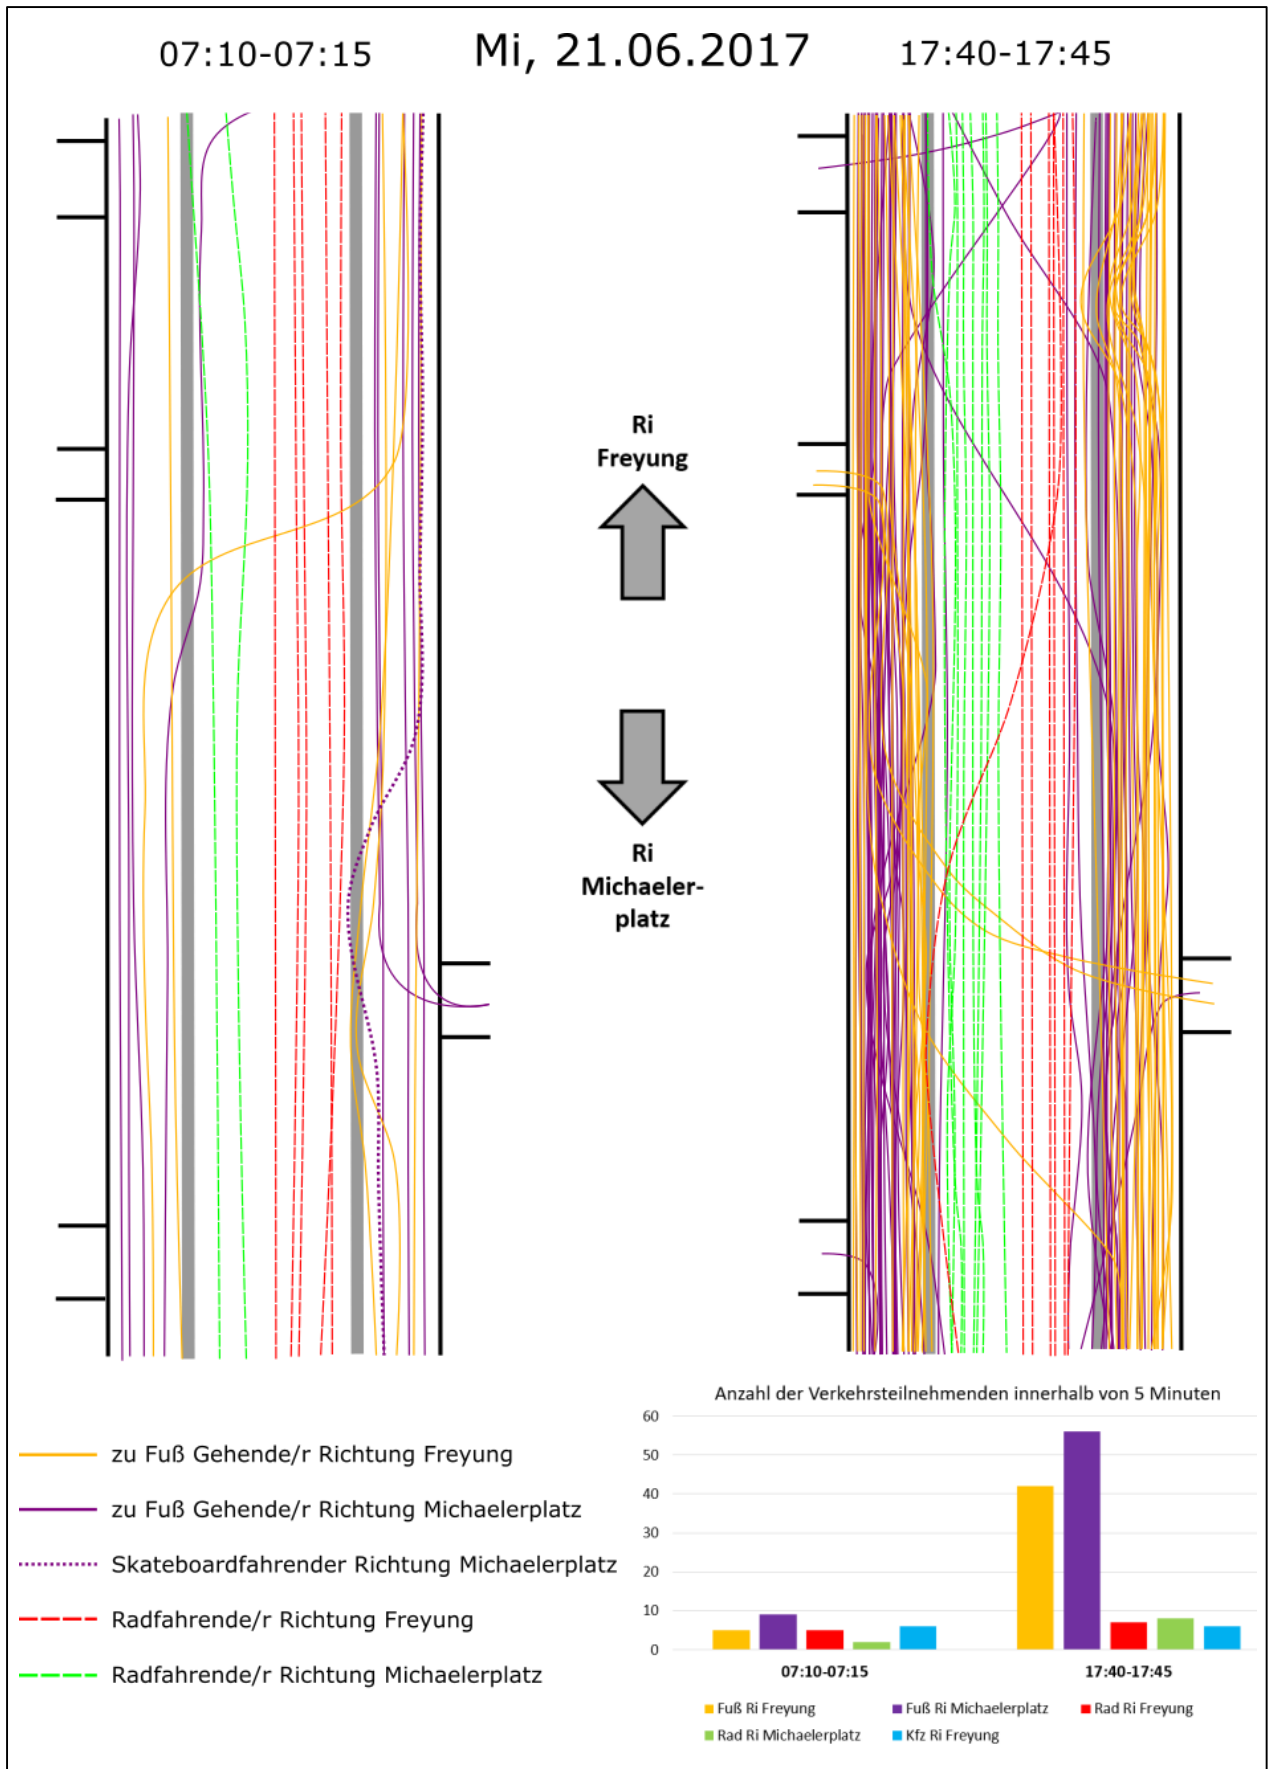 07:10-07:15
Mi, 21.06.2017
17:40-17:45
Ri
Freyung
Ri
Michaeler-
platz
zu Fuß Gehende/r Richtung Freyung
zu Fuß Gehende/r Richtung Michaelerplatz
Skateboardfahrender Richtung Michaelerplatz
Radfahrende/r Richtung Freyung
Radfahrende/r Richtung Michaelerplatz
Anzahl der Verkehrsteilnehmenden innerhalb von 5 Minuten
60
50
40
30
20
10
0
07:10-07:15
17:40-17:45
Fuß Ri Freyung
Fuß Ri Michaelerplatz
Rad Ri Freyung
Rad Ri Michaelerplatz
Kfz Ri Freyung